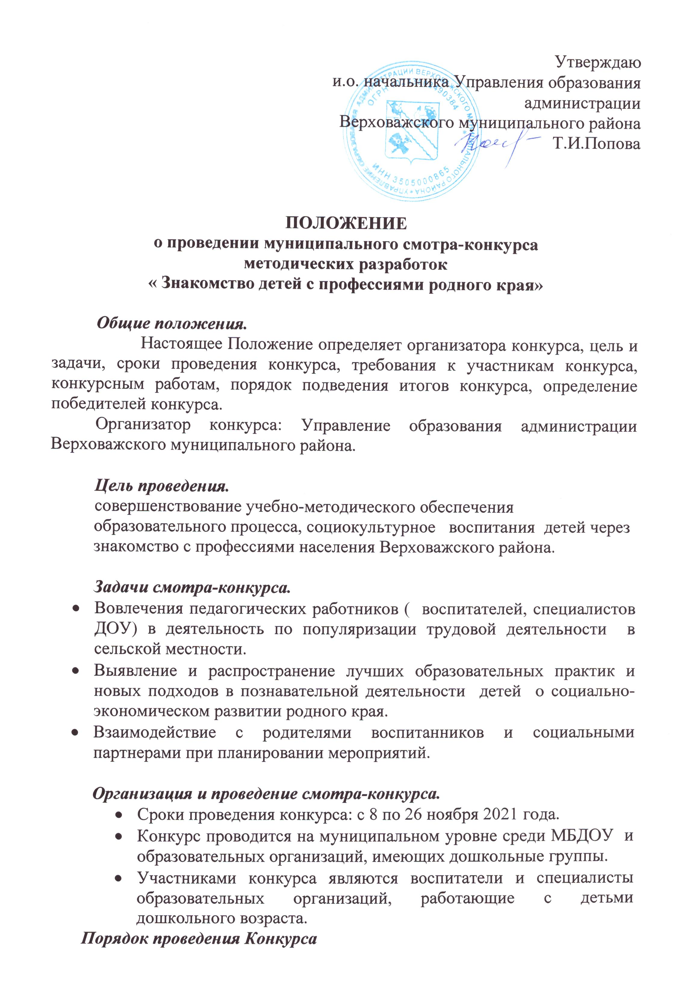 Утверждаю
и.о. начальника Управления образования
администрации
Верховажского муниципального района
Т.И.Попова
УПРАВЛЕНИЕ ОБРАЗОВАНИЯ АДМИНИСТРАЦИИ ВЕРХОВАЖСКОГО МУНИЦИПАЛЬНОГО РАЙОНА
ОГРН
ИНН 3505000865
ПОЛОЖЕНИЕ
о проведении муниципального смотра-конкурса
методических разработок
« Знакомство детей с профессиями родного края»
Общие положения.
Настоящее Положение определяет организатора конкурса, цель и
задачи, сроки проведения конкурса, требования к участникам конкурса,
конкурсным работам, порядок подведения итогов конкурса, определение
победителей конкурса.
Организатор конкурса: Управление образования администрации
Верховажского муниципального района.
Цель проведения.
совершенствование учебно-методического обеспечения
образовательного процесса, социокультурное воспитания детей через
знакомство с профессиями населения Верховажского района.
Задачи смотра-конкурса.
• Вовлечения педагогических работников ( воспитателей, специалистов
ДОУ) в деятельность по популяризации трудовой деятельности в
сельской местности.
• Выявление и распространение лучших образовательных практик и
новых подходов в познавательной деятельности детей о социально-
экономическом развитии родного края.
• Взаимодействие с родителями воспитанников и социальными
партнерами при планировании мероприятий.
Организация и проведение смотра-конкурса.
• Сроки проведения конкурса: с 8 по 26 ноября 2021 года.
• Конкурс проводится на муниципальном уровне среди МБДОУ и
образовательных организаций, имеющих дошкольные группы.
• Участниками конкурса являются воспитатели и специалисты
образовательных организаций, работающие с детьми
дошкольного возраста.
Порядок проведения Конкурса